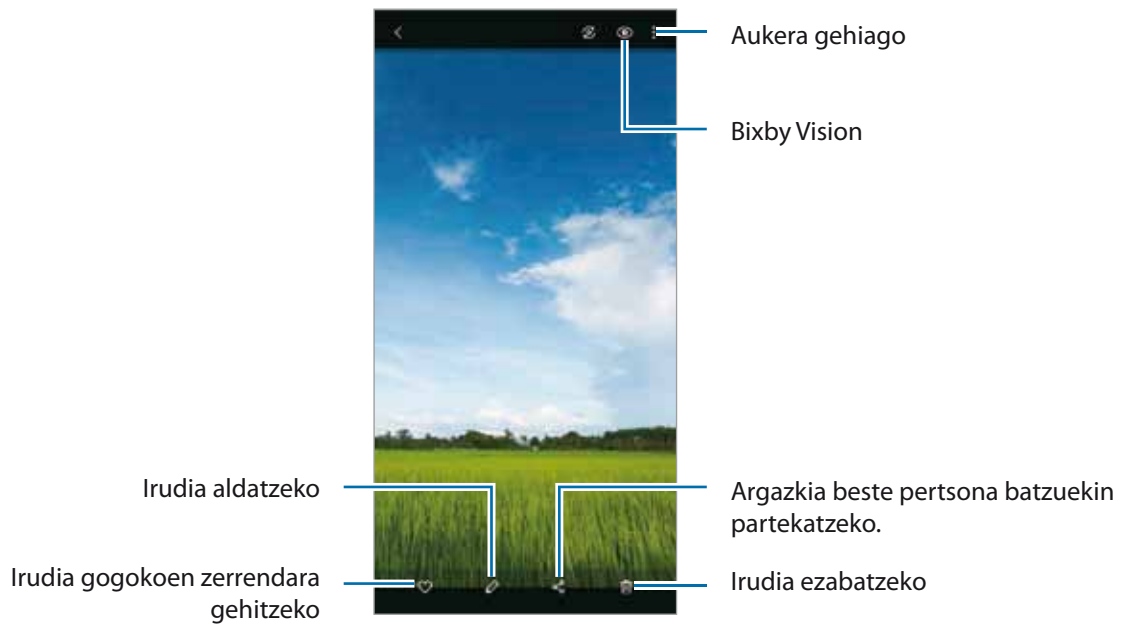 Aukera gehiago
Bixby Vision
Irudia aldatzeko
Argazkia beste pertsona batzuekin
partekatzeko.
Irudia gogokoen zerrendara
gehitzeko
Irudia ezabatzeko